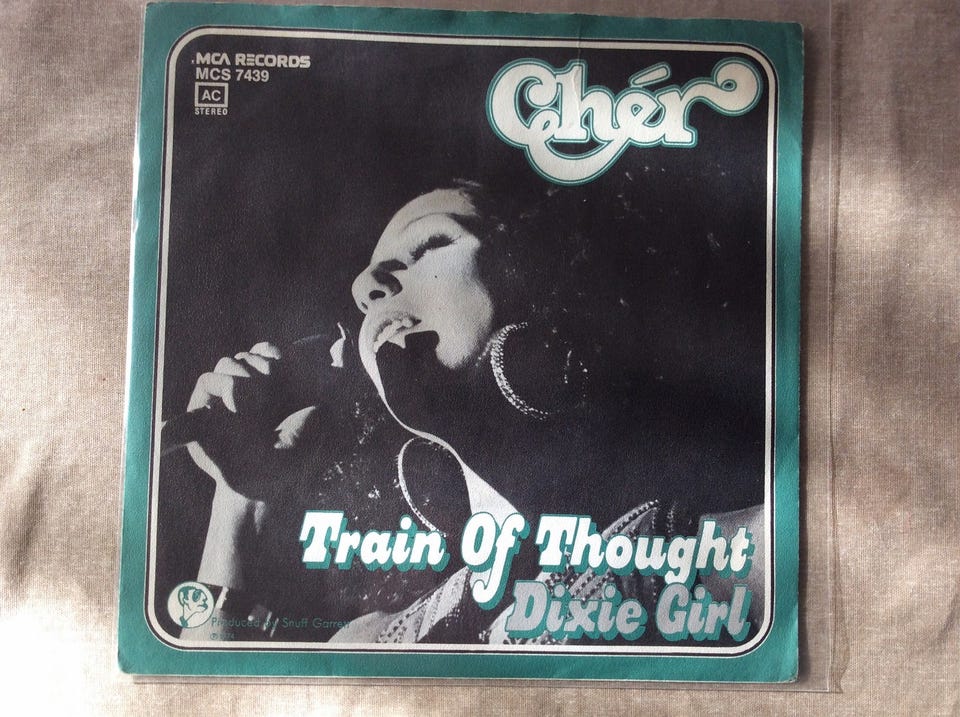 MCA RECORDS
MCS 7439
AC
STEREO
Chér
Train Of Thought
Dixie Girl
Produced by Snuff Garrett